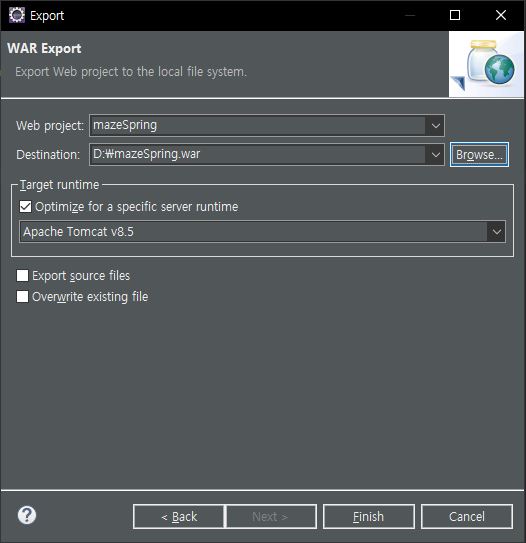 Export
WAR Export
Export Web project to the local file system.
Web project: mazeSpring
Destination: D:₩mazeSpring.war Browse...
Target runtime
Optimize for a specific server runtime
Apache Tomcat v8.5
Export source files
Overwrite existing file
< Back Next > Finish Cancel